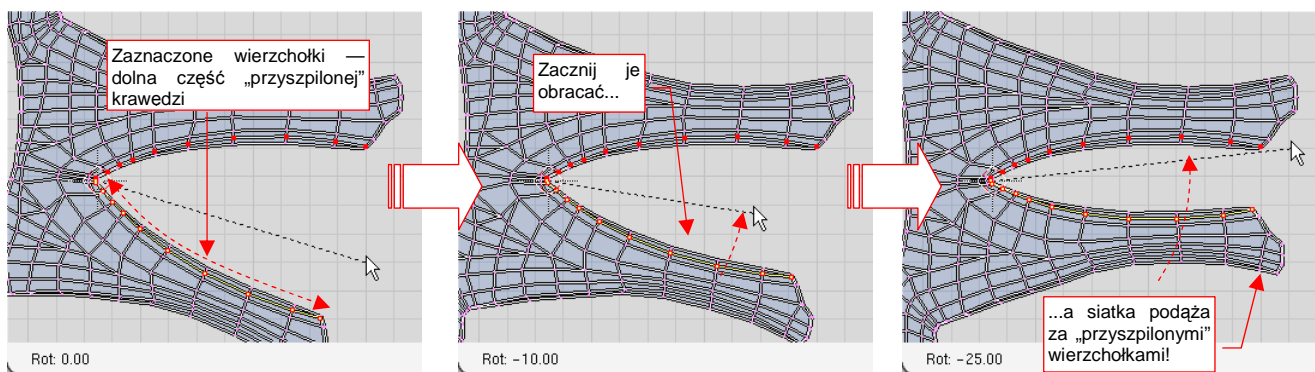 Zaznaczone wierzchołki —
dolna część „przyszpilonej”
krawędzi
Rot: 0.00
Zacznij je
obracać...
Rot: -10.00
...a siatka podąża
za „przyszpilonymi”
wierzchołkami!
Rot: -25.00